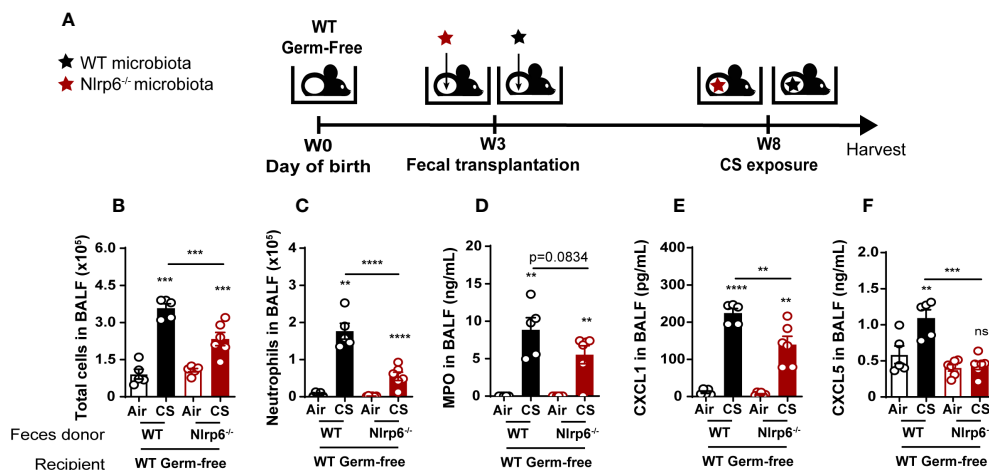 A
WT
Germ-Free
WT microbiota
Nlrp6-/- microbiota
W0
W3
W8
Harvest
Day of birth
Fecal transplantation
CS exposure
B
Total cells in BALF (x10⁵)
6.0
4.5
3.0
1.5
0
***
***
***
Air CS Air CS
C
Neutrophils in BALF (x10⁵)
4
3
2
1
0
****
**
****
Air CS Air CS
D
MPO in BALF (ng/mL)
20
15
10
5
0
p=0.0834
**
**
Air CS Air CS
E
CXCL1 in BALF (pg/mL)
400
300
200
100
0
**
****
**
Air CS Air CS
F
CXCL5 in BALF (ng/mL)
2.0
1.5
1.0
0.5
0.0
***
**
ns
Air CS Air CS
Feces donor
WT Nlrp6-/- WT Nlrp6-/- WT Nlrp6-/- WT Nlrp6-/- WT Nlrp6-/-
Recipient
WT Germ-free WT Germ-free WT Germ-free WT Germ-free WT Germ-free